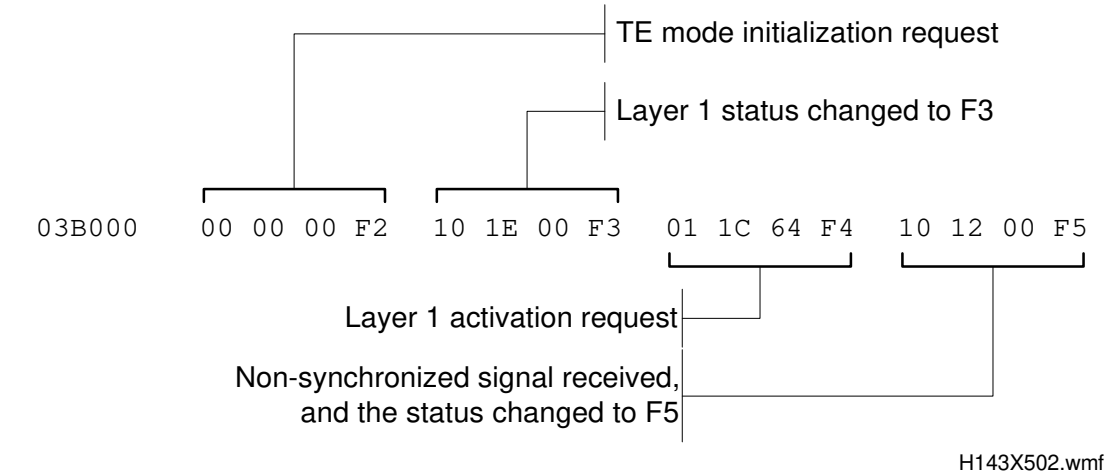 TE mode initialization request
Layer 1 status changed to F3
03B000 00 00 00 F2 10 1E 00 F3 01 1C 64 F4 10 12 00 F5
Layer 1 activation request
Non-synchronized signal received,
and the status changed to F5
H143X502.wmf